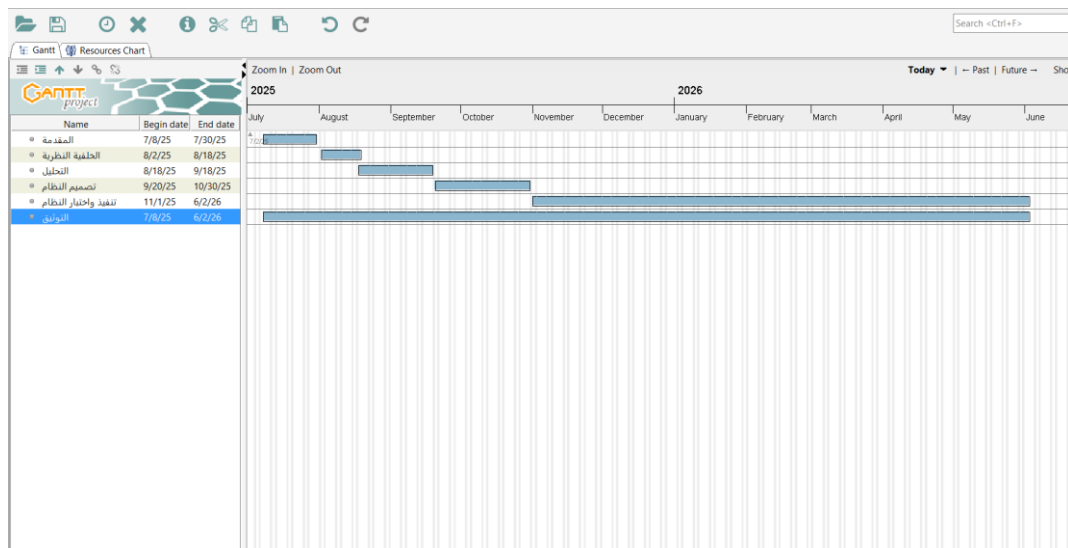 Search <Ctrl+F>
Gantt Resources Chart
Zoom In | Zoom Out Today | ← Past | Future → Sho
GANTT project
2025 2026
July August September October November December January February March April May June
Name Begin date End date
المقدمة 7/8/25 7/30/25
الخلفية النظرية 8/2/25 8/18/25
التحليل 8/18/25 9/18/25
تصميم النظام 9/20/25 10/30/25
تنفيذ واختبار النظام 11/1/25 6/2/26
التوثيق 7/8/25 6/2/26